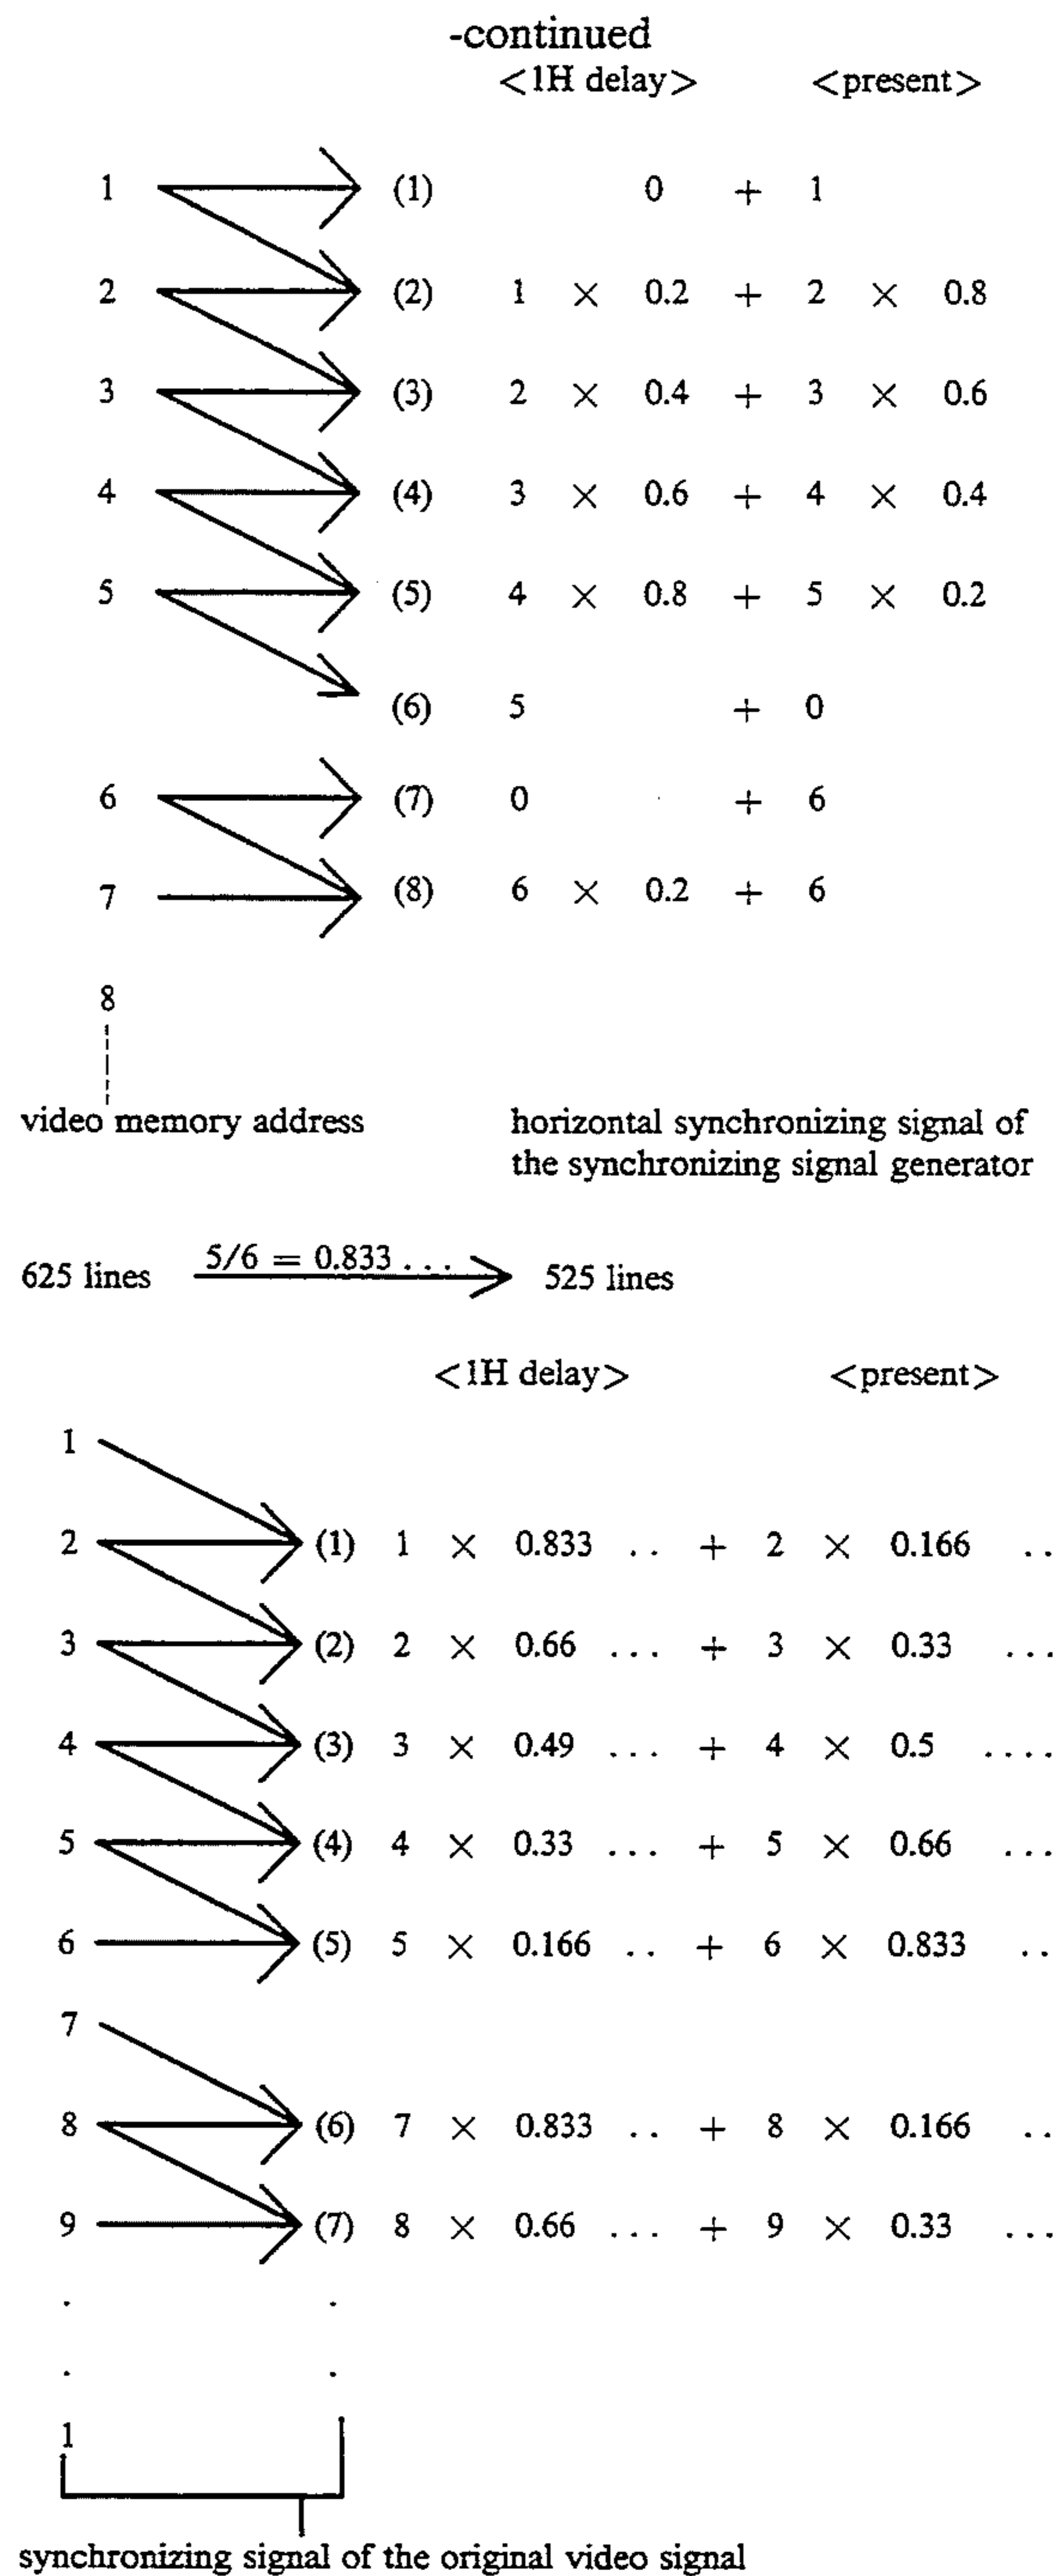 -continued
<1H delay> <present>
1 (1) 0 + 1
2 (2) 1 × 0.2 + 2 × 0.8
3 (3) 2 × 0.4 + 3 × 0.6
4 (4) 3 × 0.6 + 4 × 0.4
5 (5) 4 × 0.8 + 5 × 0.2
(6) 5 + 0
6 (7) 0 + 6
7 (8) 6 × 0.2 + 6
8
video memory address
horizontal synchronizing signal of
the synchronizing signal generator
5/6 = 0.833 . . .
625 lines 525 lines
<1H delay> <present>
1
2 (1) 1 × 0.833 . . + 2 × 0.166 . .
3 (2) 2 × 0.66 . . . + 3 × 0.33 . . .
4 (3) 3 × 0.49 . . . + 4 × 0.5 . . . .
5 (4) 4 × 0.33 . . . + 5 × 0.66 . . .
6 (5) 5 × 0.166 . . + 6 × 0.833 . .
7
8 (6) 7 × 0.833 . . + 8 × 0.166 . .
9 (7) 8 × 0.66 . . . + 9 × 0.33 . . .
. .
. .
1
synchronizing signal of the original video signal